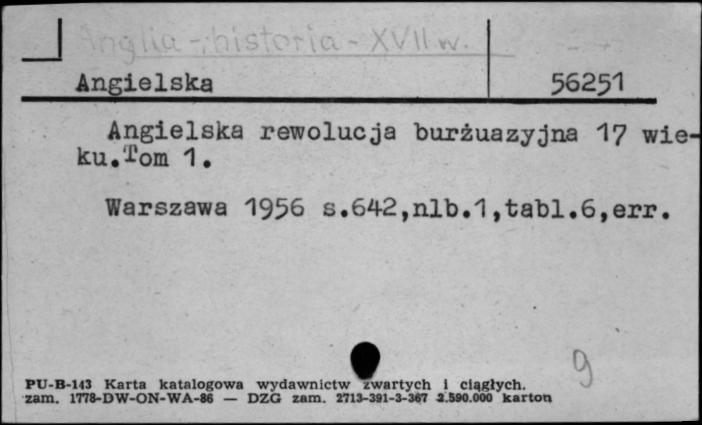 Anglia - historia - XVII w.
Angielska 56251
Angielska rewolucja burżuazyjna 17 wie-
ku.Tom 1.
Warszawa 1956 s.642,nlb.1,tabl.6,err.
9
PU-B-143 Karta katalogowa wydawnictw zwartych i ciągłych.
zam. 1778-DW-ON-WA-86 — DZG zam. 2713-391-3-367 2.590.000 karton